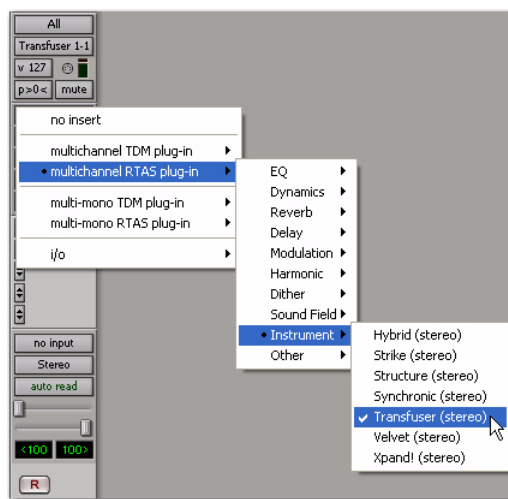 All
Transfuser 1-1
v 127
p>0< mute
no insert
multichannel TDM plug-in
• multichannel RTAS plug-in
multi-mono TDM plug-in
multi-mono RTAS plug-in
i/o
EQ
Dynamics
Reverb
Delay
Modulation
Harmonic
Dither
Sound Field
• Instrument
Other
Hybrid (stereo)
Strike (stereo)
Structure (stereo)
Synchronic (stereo)
✓ Transfuser (stereo)
Velvet (stereo)
Xpand! (stereo)
no input
Stereo
auto read
<100 100>
R